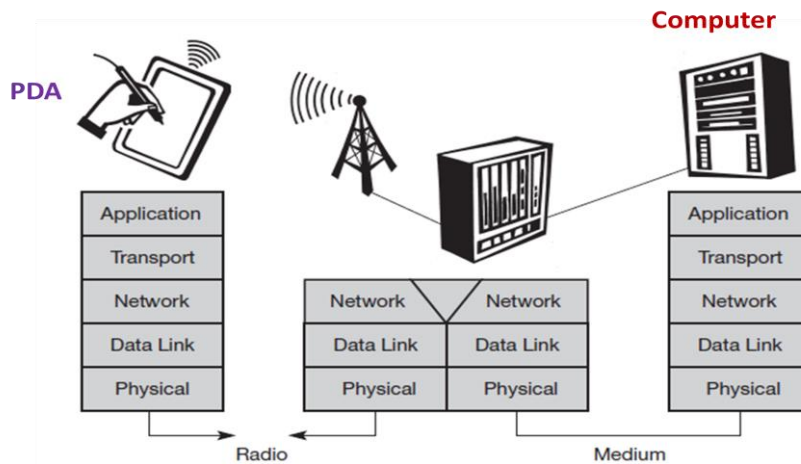 Computer
PDA
Application
Transport
Network
Data Link
Physical
Network
Network
Data Link
Data Link
Physical
Physical
Application
Transport
Network
Data Link
Physical
Radio
Medium